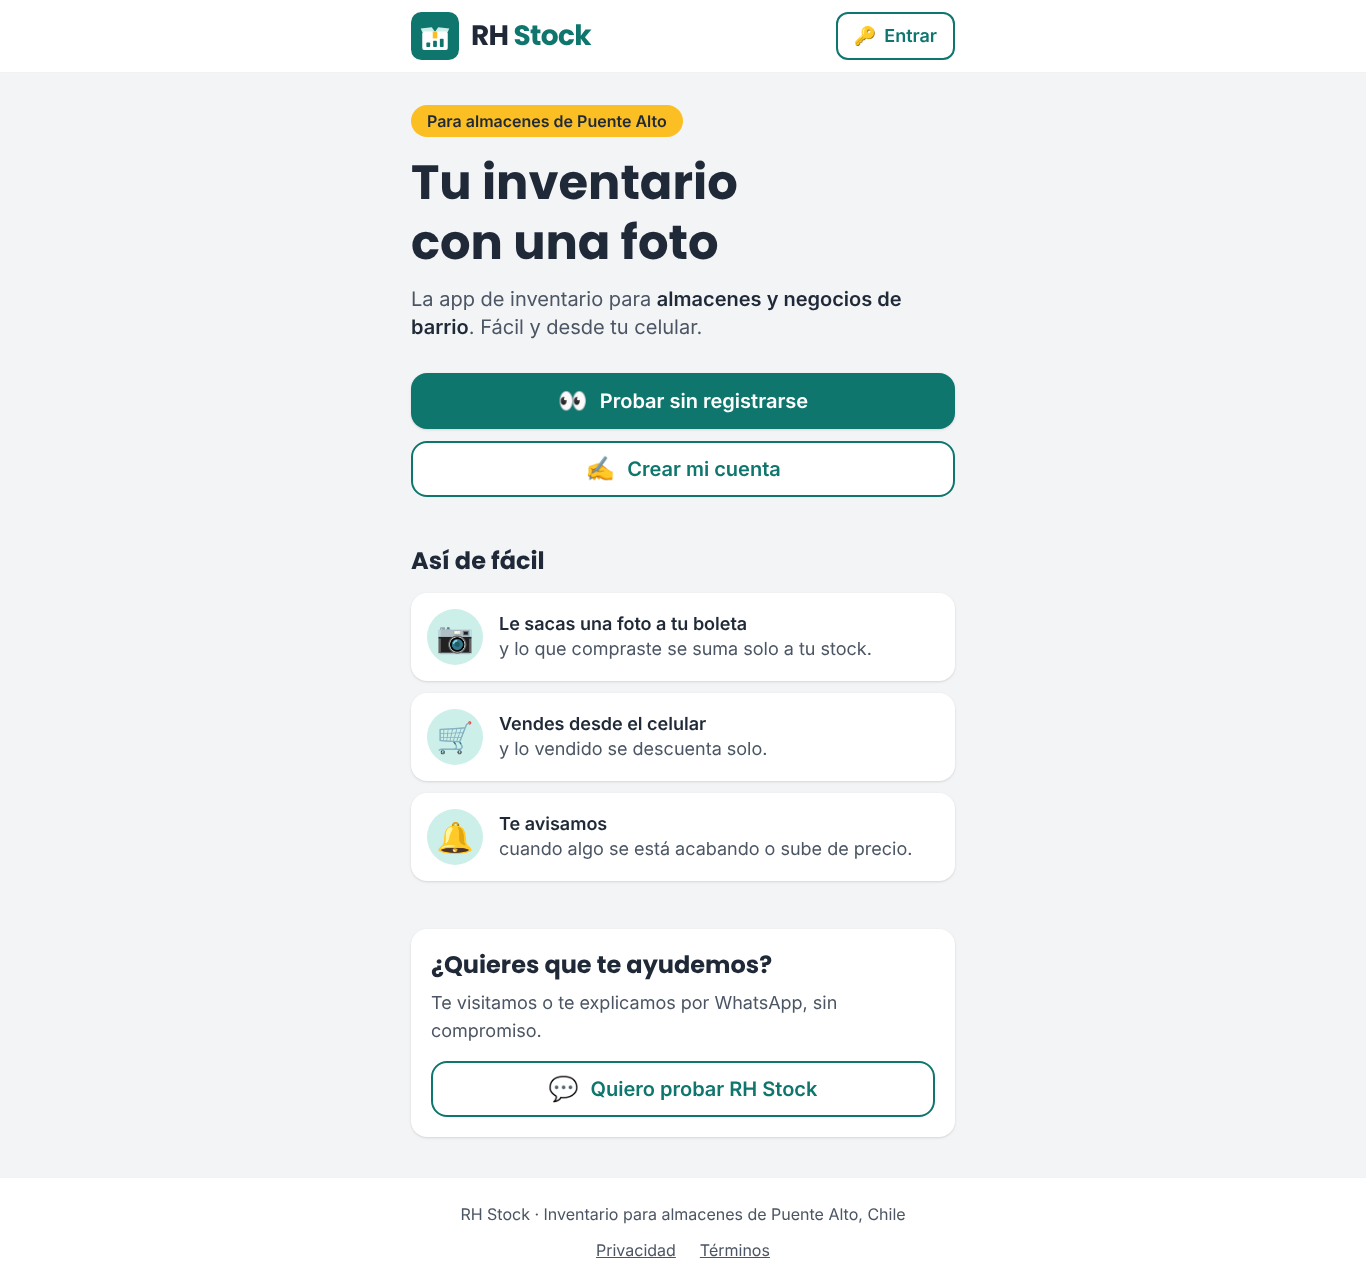 RH Stock
🔑 Entrar
Para almacenes de Puente Alto
Tu inventario
con una foto
La app de inventario para almacenes y negocios de
barrio. Fácil y desde tu celular.
👀 Probar sin registrarse
✍️ Crear mi cuenta
Así de fácil
Le sacas una foto a tu boleta
y lo que compraste se suma solo a tu stock.
Vendes desde el celular
y lo vendido se descuenta solo.
Te avisamos
cuando algo se está acabando o sube de precio.
¿Quieres que te ayudemos?
Te visitamos o te explicamos por WhatsApp, sin
compromiso.
💬 Quiero probar RH Stock
RH Stock · Inventario para almacenes de Puente Alto, Chile
Privacidad Términos